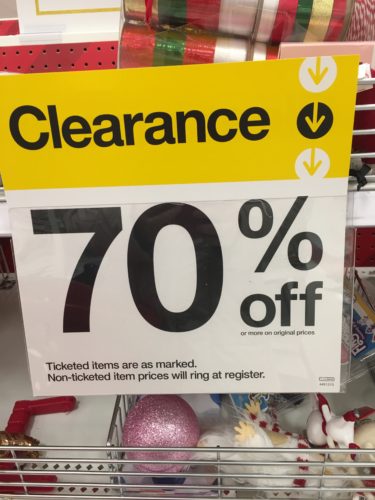 Clearance
70% off
or more on original prices
Ticketed items are as marked.
Non-ticketed item prices will ring at register.